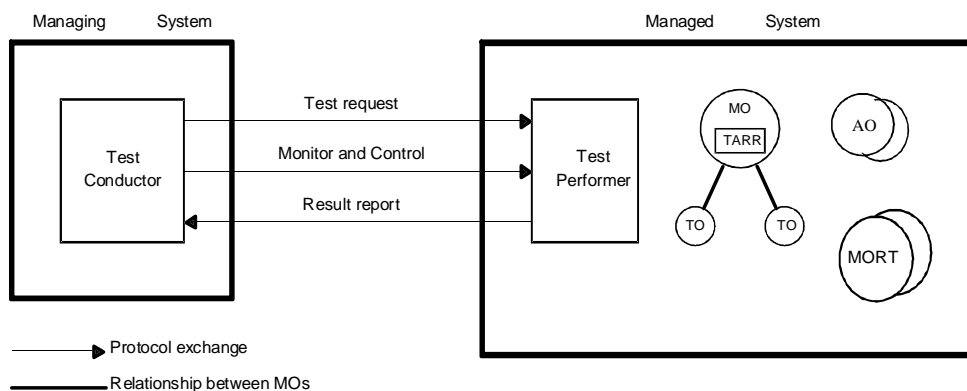 Managing System
Managed System
Test request
Monitor and Control
Result report
Test
Conductor
Test
Performer
MO
TARR
TO
TO
AO
MORT
Protocol exchange
Relationship between MOs